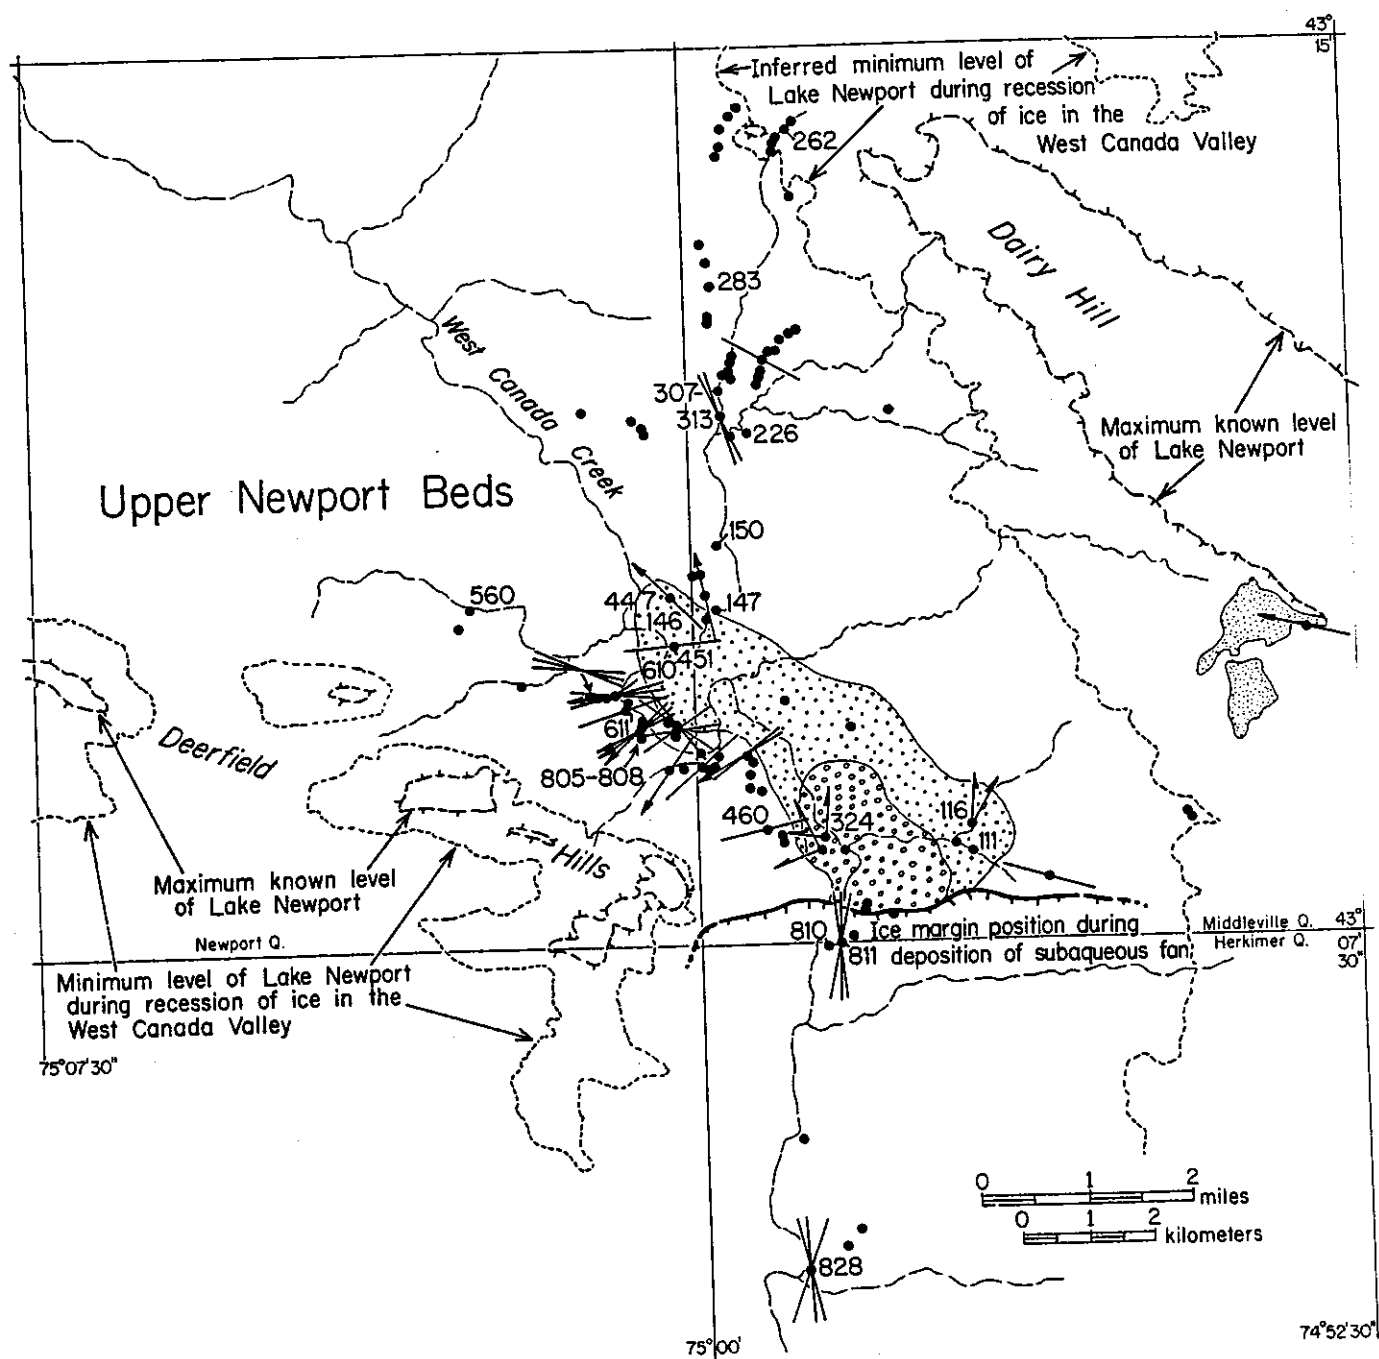 43°
15'
Inferred minimum level of
Lake Newport during recession
of ice in the
West Canada Valley
262
Dairy Hill
283
West Canada Creek
307-
313
226
Maximum known level
of Lake Newport
Upper Newport Beds
150
560
447
147
146
451
610
611
Deerfield
805-808
460
324
116
111
Hills
Maximum known level
of Lake Newport
Newport Q.
810
Ice margin position during
811 deposition of subaqueous fan
Middleville Q.
Herkimer Q.
43°
07'
30"
Minimum level of Lake Newport
during recession of ice in the
West Canada Valley
75°07'30"
0 1 2
miles
0 1 2
kilometers
828
75°00'
74°52'30"